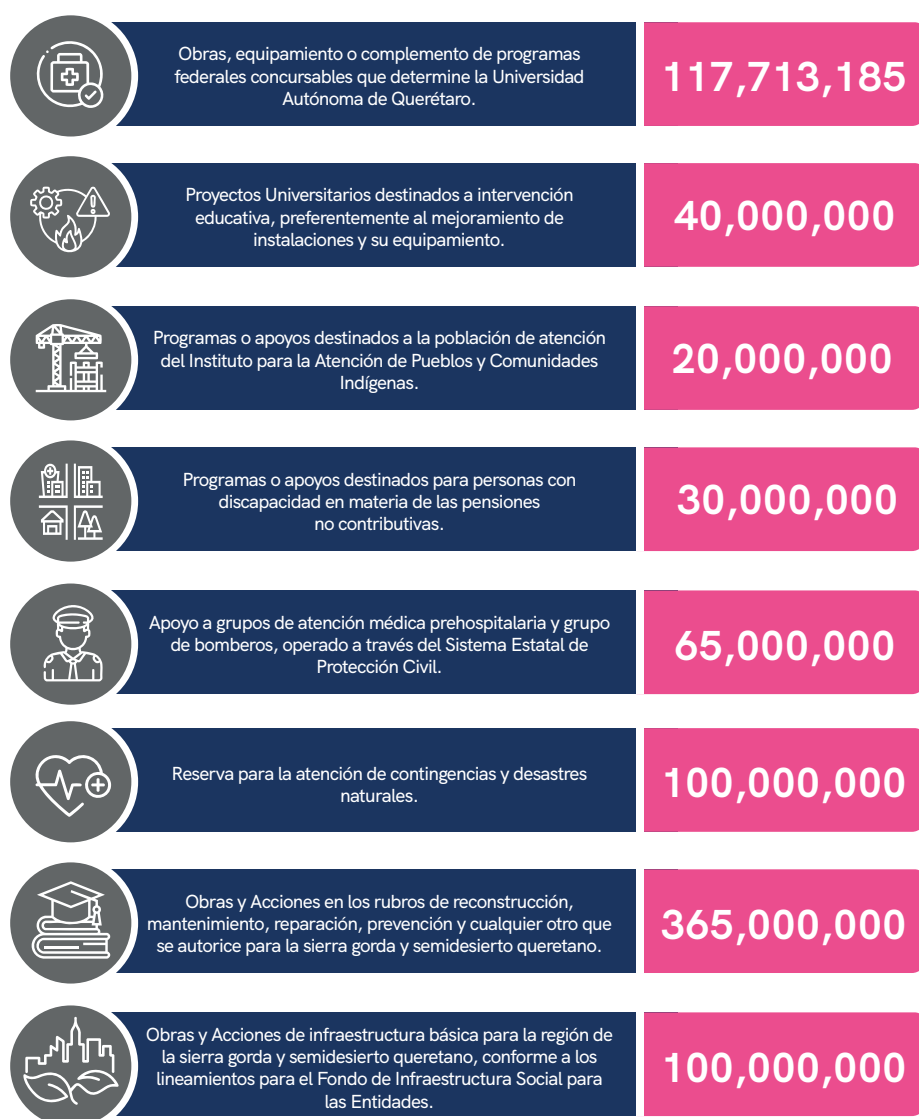 Obras, equipamiento o complemento de programas
federales concursables que determine la Universidad
Autónoma de Querétaro.
117,713,185
Proyectos Universitarios destinados a intervención
educativa, preferentemente al mejoramiento de
instalaciones y su equipamiento.
40,000,000
Programas o apoyos destinados a la población de atención
del Instituto para la Atención de Pueblos y Comunidades
Indígenas.
20,000,000
Programas o apoyos destinados para personas con
discapacidad en materia de las pensiones
no contributivas.
30,000,000
Apoyo a grupos de atención médica prehospitalaria y grupo
de bomberos, operado a través del Sistema Estatal de
Protección Civil.
65,000,000
Reserva para la atención de contingencias y desastres
naturales.
100,000,000
Obras y Acciones en los rubros de reconstrucción,
mantenimiento, reparación, prevención y cualquier otro que
se autorice para la sierra gorda y semidesierto queretano.
365,000,000
Obras y Acciones de infraestructura básica para la región de
la sierra gorda y semidesierto queretano, conforme a los
lineamientos para el Fondo de Infraestructura Social para
las Entidades.
100,000,000